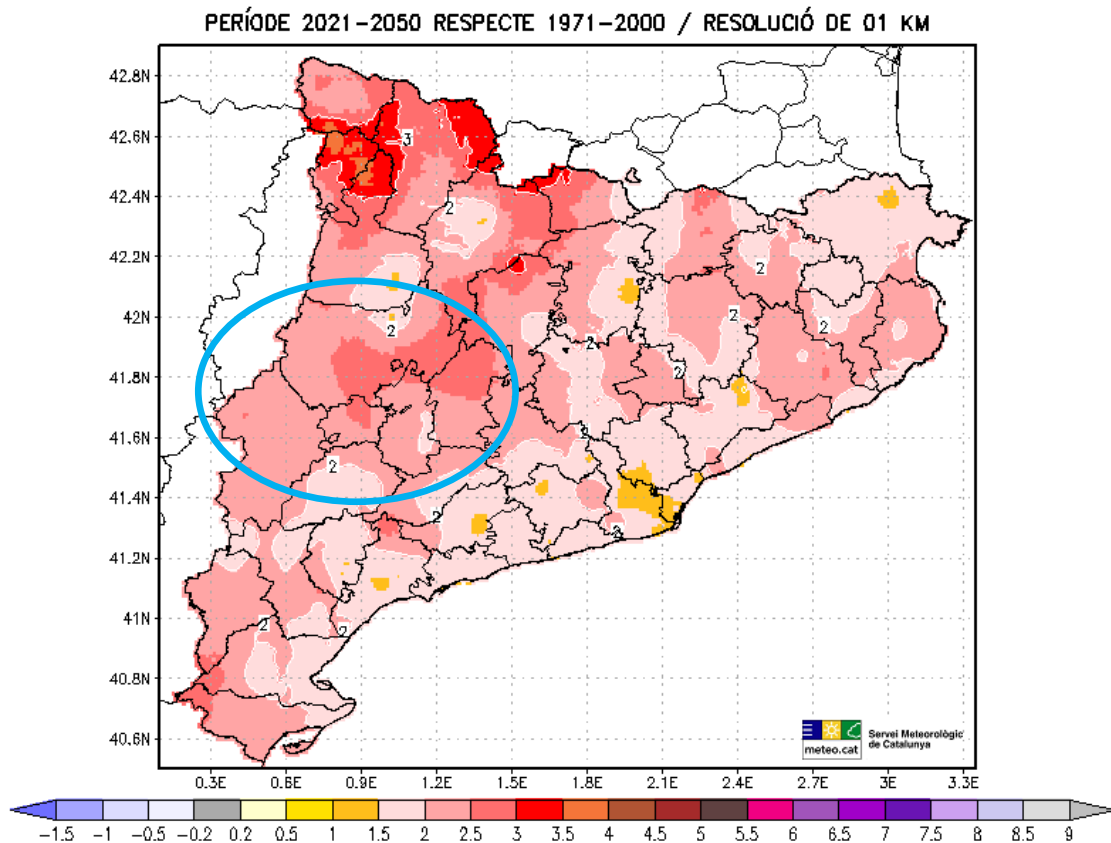 PERÍODE 2021-2050 RESPECTE 1971-2000 / RESOLUCIÓ DE 01 KM
42.8N
42.6N
42.4N
42.2N
42N
41.8N
41.6N
41.4N
41.2N
41N
40.8N
40.6N
3
2
2
2
2
2
2
2
2
2
2
2
2
2
2
meteo.cat
Servei Meteorològic
de Catalunya
0.3E 0.6E 0.9E 1.2E 1.5E 1.8E 2.1E 2.4E 2.7E 3E 3.3E
-1.5 -1 -0.5 -0.2 0.2 0.5 1 1.5 2 2.5 3 3.5 4 4.5 5 5.5 6 6.5 7 7.5 8 8.5 9